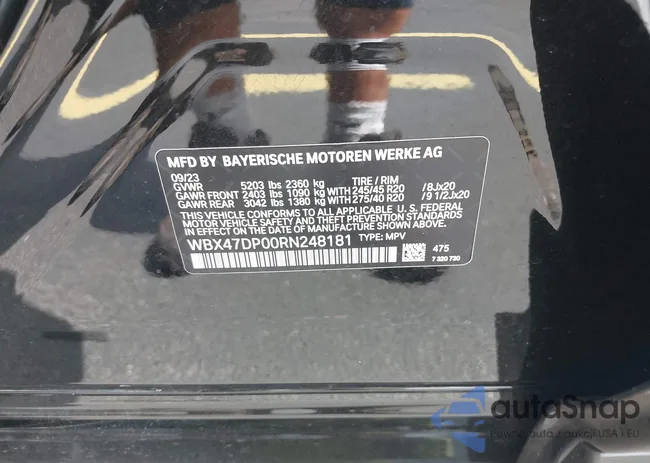 MFD BY BAYERISCHE MOTOREN WERKE AG
09/23
GVWR 5203 lbs 2360 kg TIRE / RIM
GAWR FRONT 2403 lbs 1090 kg WITH 245/45 R20 /8Jx20
GAWR REAR 3042 lbs 1380 kg WITH 275/40 R20 /9 1/2Jx20
THIS VEHICLE CONFORMS TO ALL APPLICABLE U. S. FEDERAL
MOTOR VEHICLE SAFETY AND THEFT PREVENTION STANDARDS
IN EFFECT ON THE DATE OF MANUFACTURE SHOWN ABOVE.
WBX47DP00RN248181 TYPE: MPV
475
7 320 730
autoSnap
Pewne auta z aukcji USA i EU